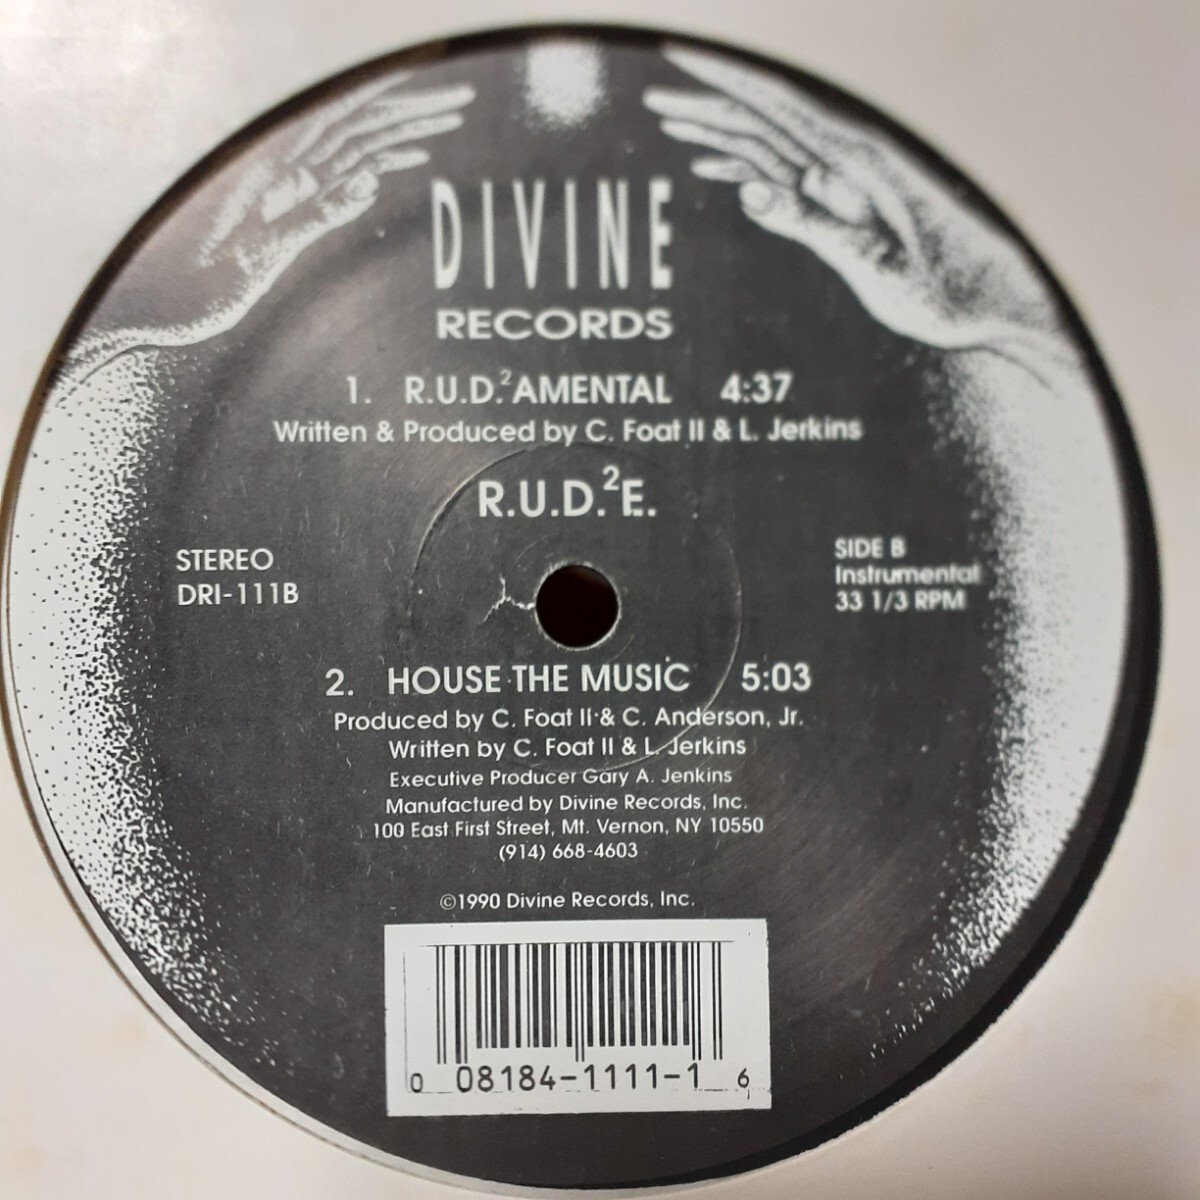 DIVINE
RECORDS
1. R.U.D.²AMENTAL 4:37
Written & Produced by C. Foat II & L. Jerkins
R.U.D.²E.
STEREO
DRI-111B
SIDE B
Instrumental
33 1/3 RPM
2. HOUSE THE MUSIC 5:03
Produced by C. Foat II & C. Anderson, Jr.
Written by C. Foat II & L. Jerkins
Executive Producer Gary A. Jenkins
Manufactured by Divine Records, Inc.
100 East First Street, Mt. Vernon, NY 10550
(914) 668-4603
©1990 Divine Records, Inc.
0 08184-1111-1 6